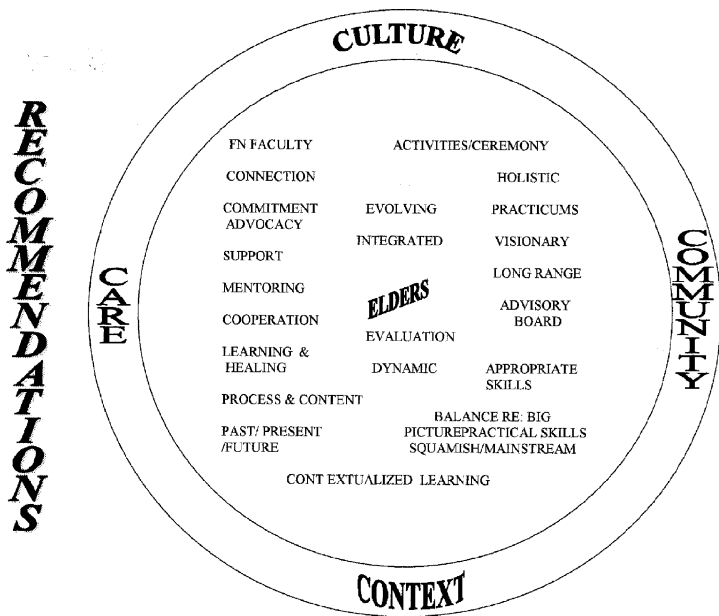 RECOMMENDATIONS
CULTURE
CARE
COMMUNITY
FN FACULTY
ACTIVITIES/CEREMONY
CONNECTION
HOLISTIC
COMMITMENT
ADVOCACY
EVOLVING
PRACTICUMS
INTEGRATED
VISIONARY
SUPPORT
LONG RANGE
MENTORING
ELDERS
ADVISORY
BOARD
COOPERATION
EVALUATION
LEARNING &
HEALING
DYNAMIC
APPROPRIATE
SKILLS
PROCESS & CONTENT
BALANCE RE: BIG
PICTUREPRACTICAL SKILLS
SQUAMISH/MAINSTREAM
PAST/ PRESENT
/FUTURE
CONT EXTUALIZED LEARNING
CONTEXT